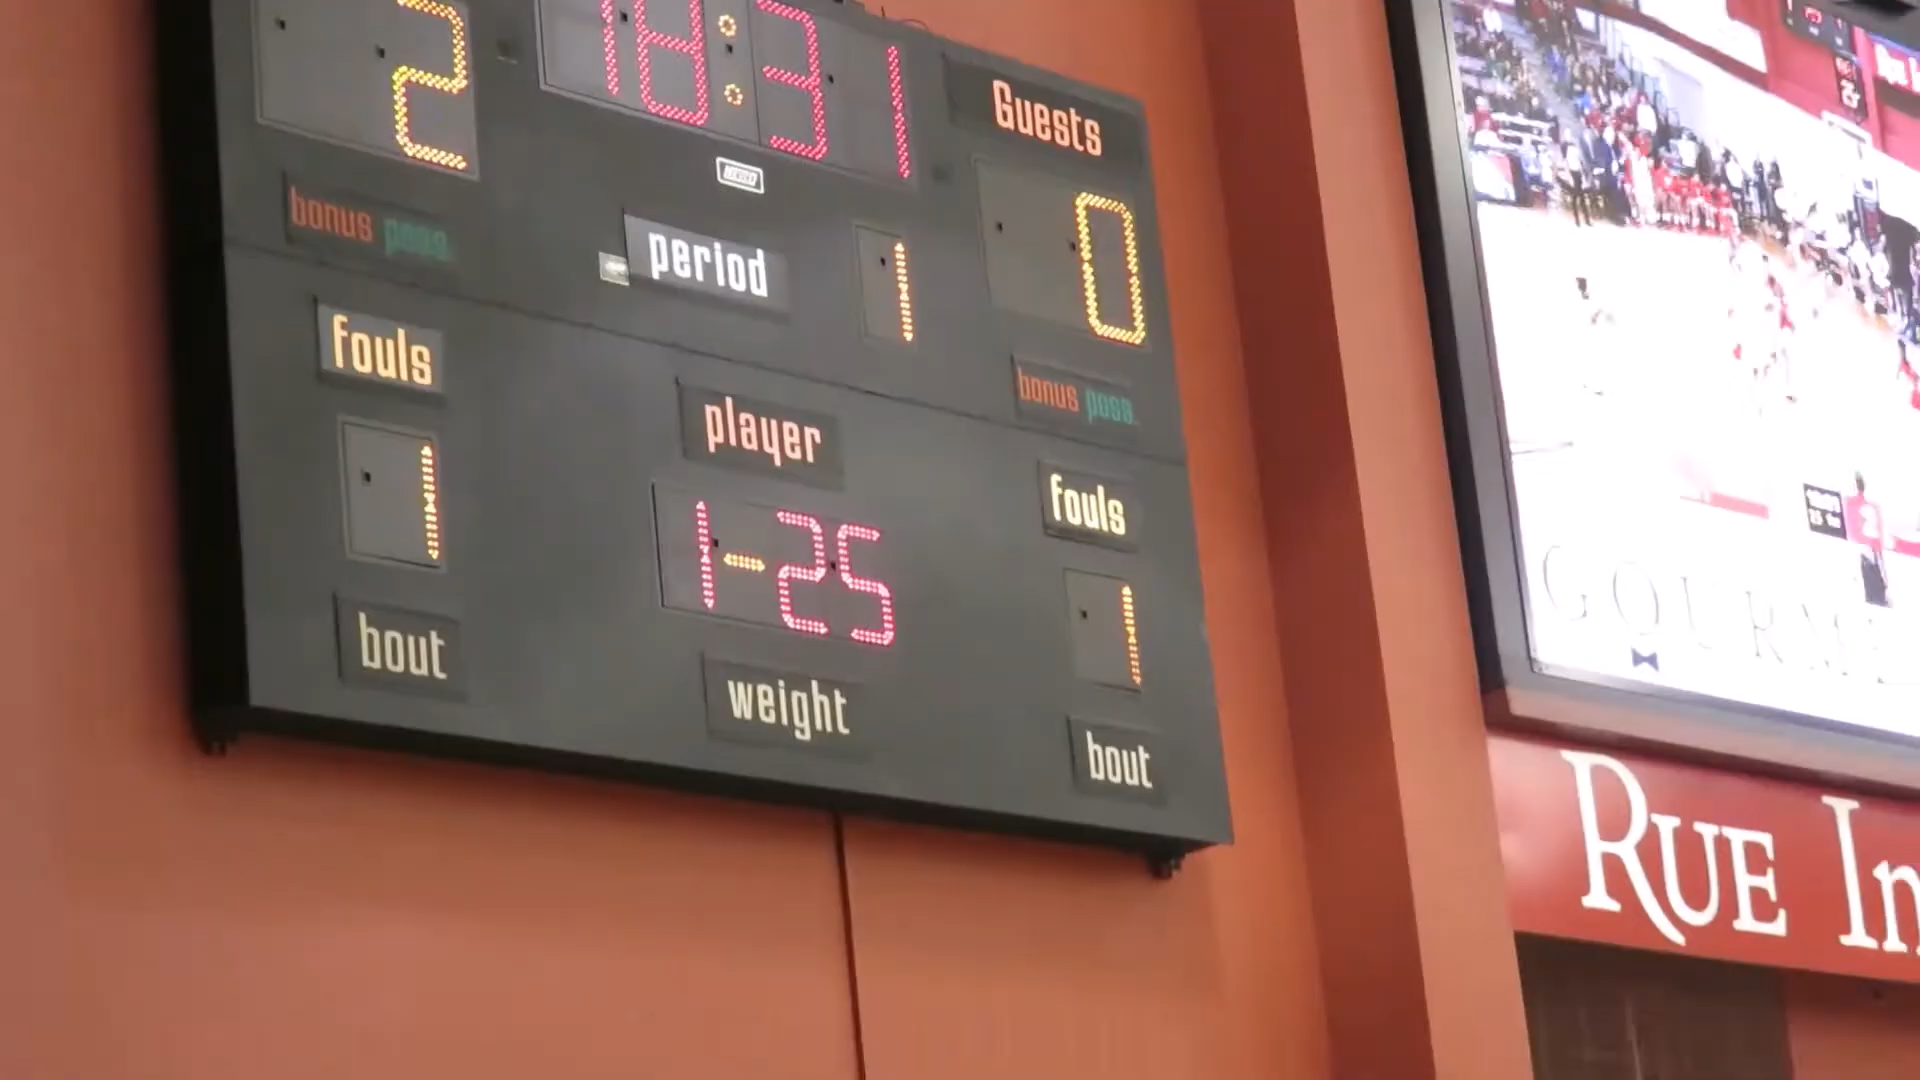 2
18:31
Guests
bonus poss.
period 1
0
fouls
bonus poss.
player
1
1-25
fouls
1
bout
weight
bout
GOURME
RUE In